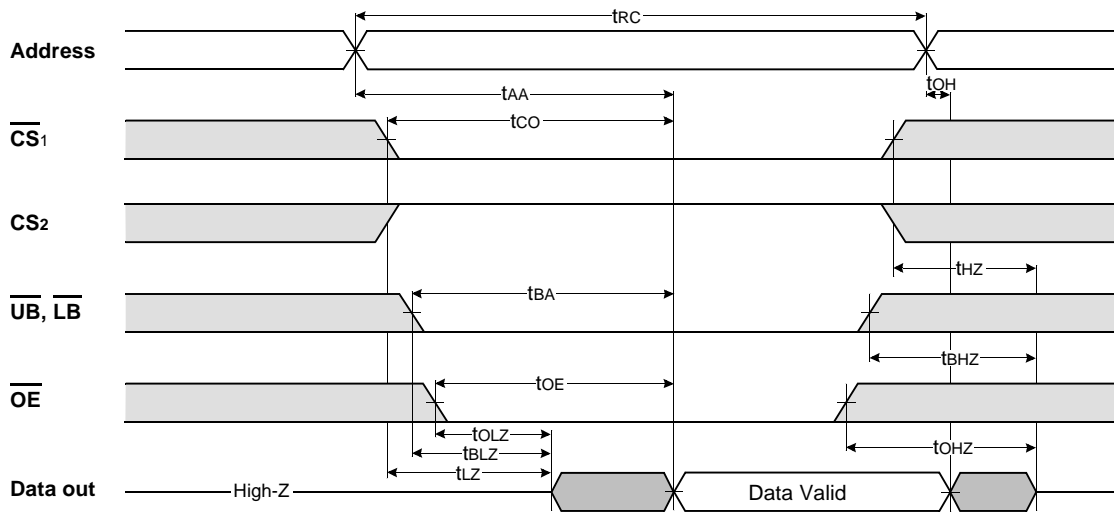 tRC
Address
tOH
tAA
tCO
CS1
CS2
tHZ
tBA
UB, LB
tBHZ
tOE
OE
tOLZ
tBLZ
tOHZ
tLZ
Data out
High-Z
Data Valid